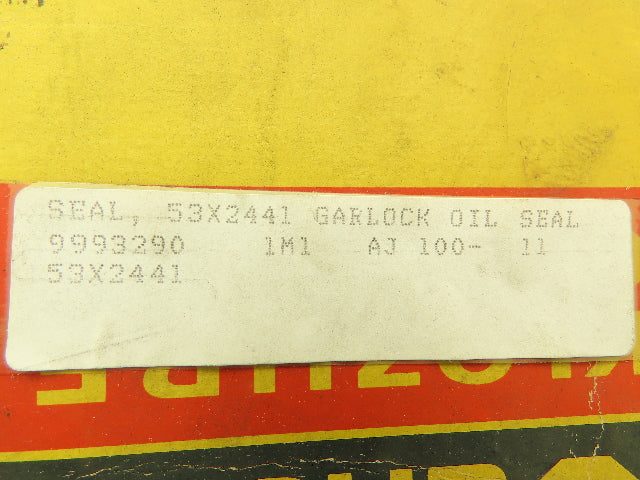 SEAL, 53X2441 GARLOCK OIL SEAL
9993290 1M1 AJ 100- 11
53X2441